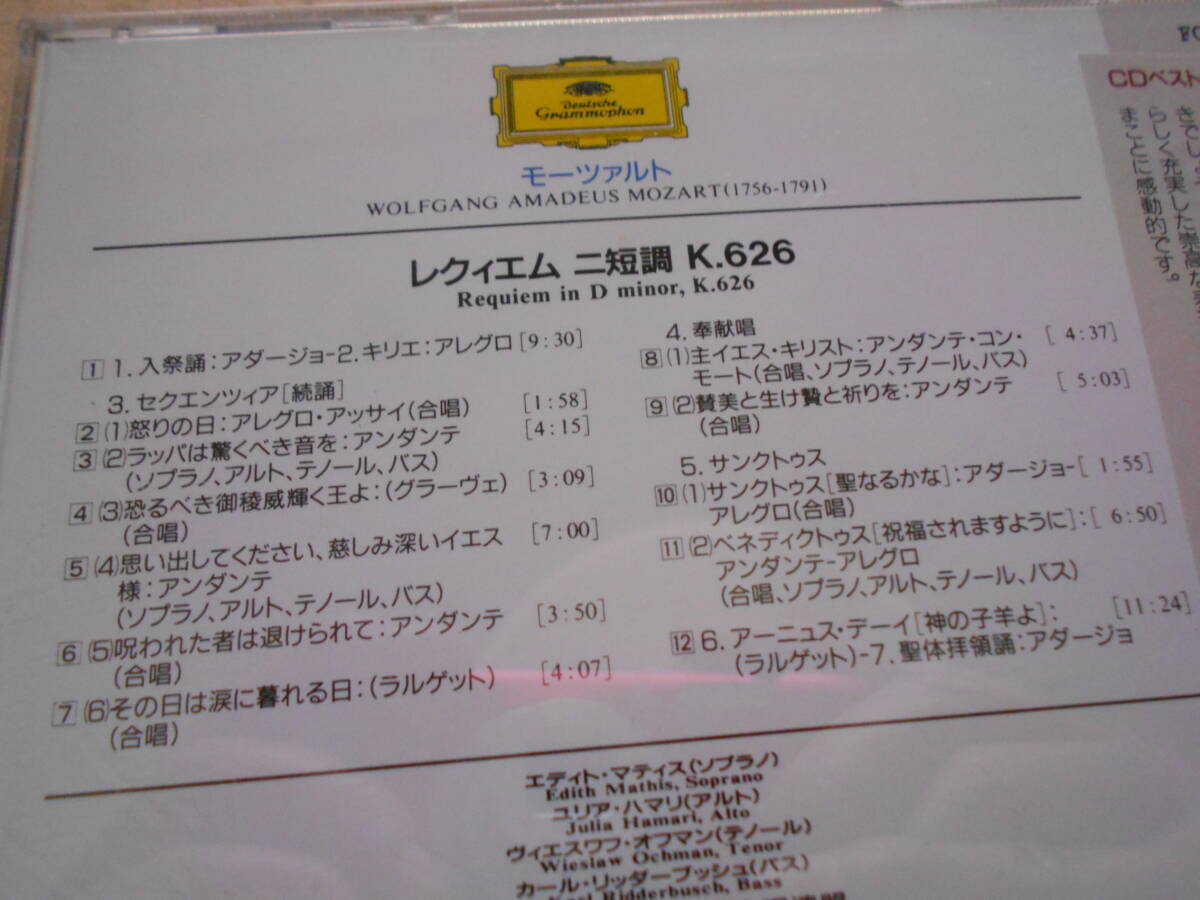 Deutsche
Grammophon
モーツァルト
WOLFGANG AMADEUS MOZART(1756-1791)
レクィエム ニ短調 K.626
Requiem in D minor, K.626
1 1. 入祭誦:アダージョ-2. キリエ:アレグロ [9:30]
3. セクエンツィア[続誦]
2 (1)怒りの日:アレグロ・アッサイ(合唱) [1:58]
3 (2)ラッパは驚くべき音を:アンダンテ [4:15]
(ソプラノ、アルト、テノール、バス)
4 (3)恐るべき御稜威輝く王よ:(グラーヴェ) [3:09]
(合唱)
5 (4)思い出してください、慈しみ深いイエス [7:00]
様:アンダンテ
(ソプラノ、アルト、テノール、バス)
6 (5)呪われた者は退けられて:アンダンテ [3:50]
(合唱)
7 (6)その日は涙に暮れる日:(ラルゲット) [4:07]
(合唱)
4. 奉献唱
8 (1)主イエス・キリスト:アンダンテ・コン・ [ 4:37]
モート(合唱、ソプラノ、テノール、バス)
9 (2)賛美と生け贄と祈りを:アンダンテ [ 5:03]
(合唱)
5. サンクトゥス
10 (1)サンクトゥス[聖なるかな]:アダージョ- [ 1:55]
アレグロ(合唱)
11 (2)ベネディクトゥス[祝福されますように]: [ 6:50]
アンダンテ-アレグロ
(合唱、ソプラノ、アルト、テノール、バス)
12 6. アーニュス・デーイ[神の子羊よ]: [11:24]
(ラルゲット)-7. 聖体拝領誦:アダージョ
エディト・マティス(ソプラノ)
Edith Mathis, Soprano
ユリア・ハマリ(アルト)
Julia Hamari, Alto
ヴィエスワフ・オフマン(テノール)
Wieslaw Ochman, Tenor
カール・リッダーブッシュ(バス)
Karl Ridderbusch, Bass
CDベスト
らしく充実した崇高な
まことに感動的です。